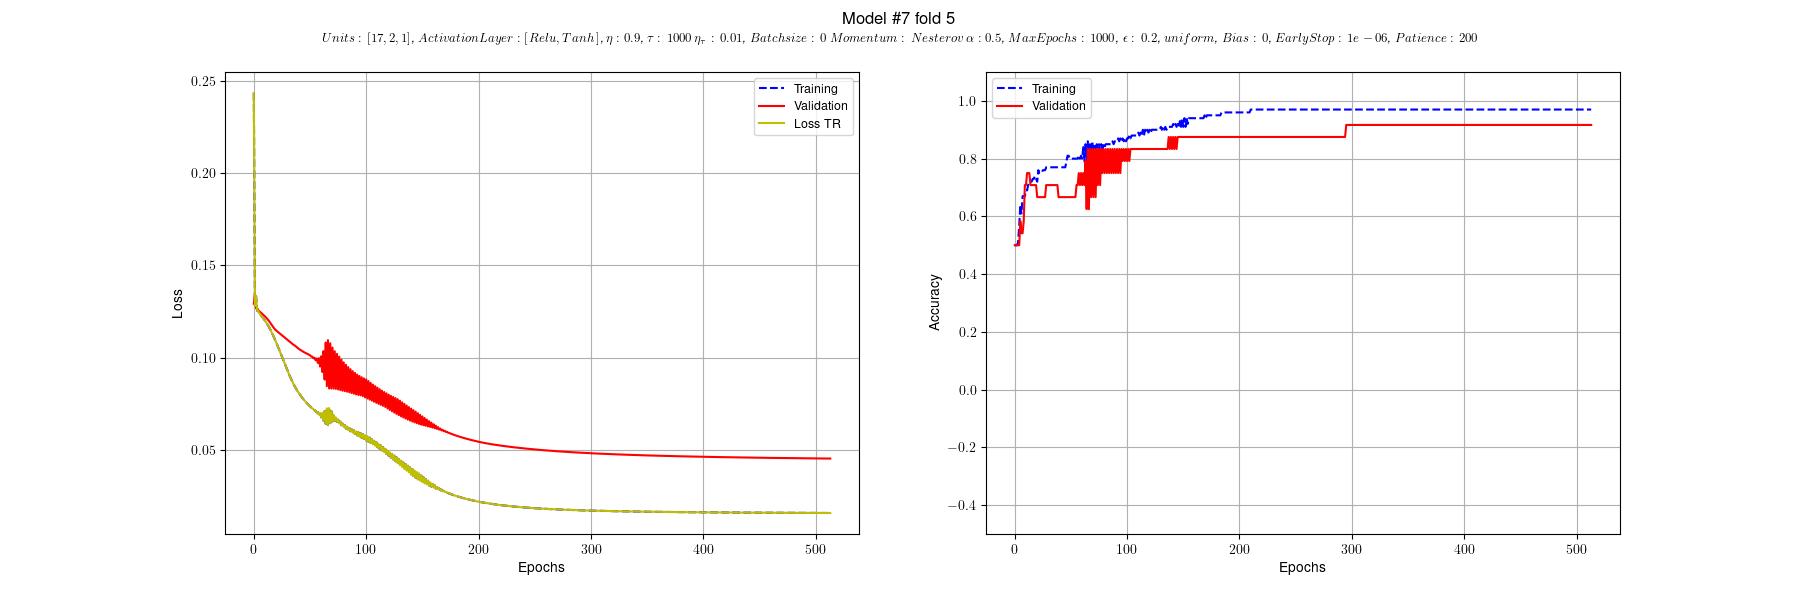 Model #7 fold 5
Units : [17, 2, 1], ActivationLayer : [Relu, Tanh], η : 0.9, τ : 1000 ητ : 0.01, Batchsize : 0 Momentum : Nesterov α : 0.5, MaxEpochs : 1000, ϵ : 0.2, uniform, Bias : 0, EarlyStop : 1e − 06, Patience : 200
Training
Validation
Loss TR
0.25
0.20
0.15
0.10
0.05
Loss
0 100 200 300 400 500
Epochs
Training
Validation
1.0
0.8
0.6
0.4
0.2
0.0
−0.2
−0.4
Accuracy
0 100 200 300 400 500
Epochs